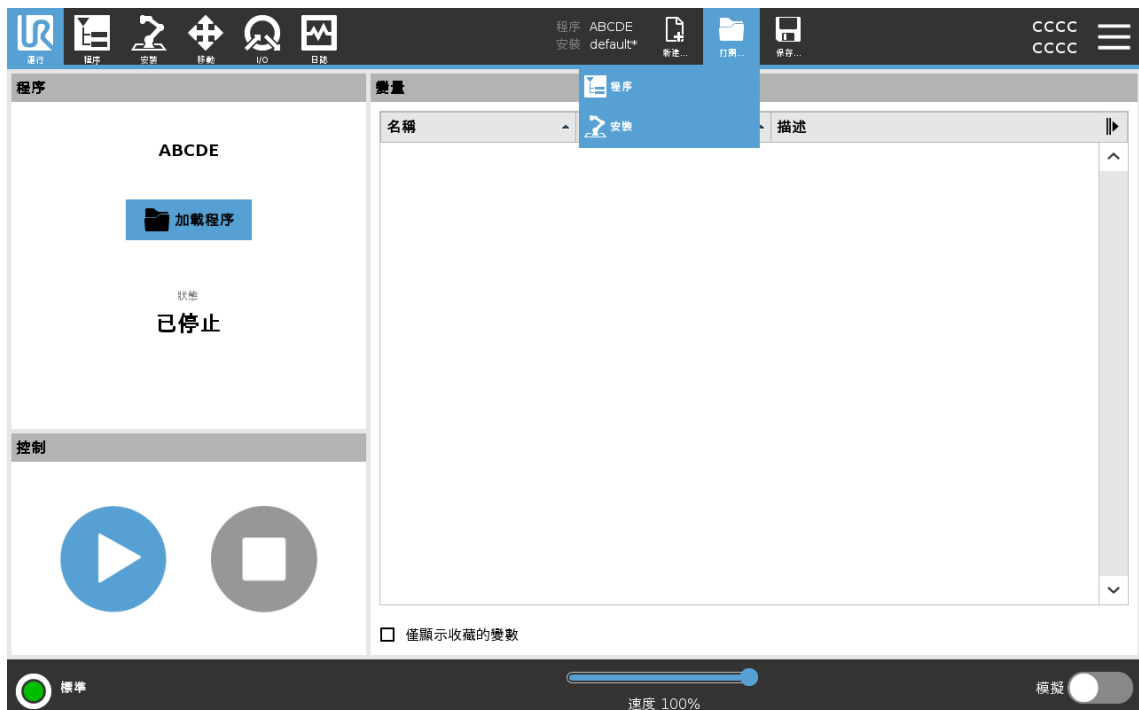 程序 ABCDE
安裝 default*
CCCC
CCCC
運行
程序
安裝
移動
I/O
日誌
新建...
打開...
保存...
程序
安裝
程序
ABCDE
加載程序
狀態
已停止
變量
名稱
描述
控制
僅顯示收藏的變數
標準
速度 100%
模擬